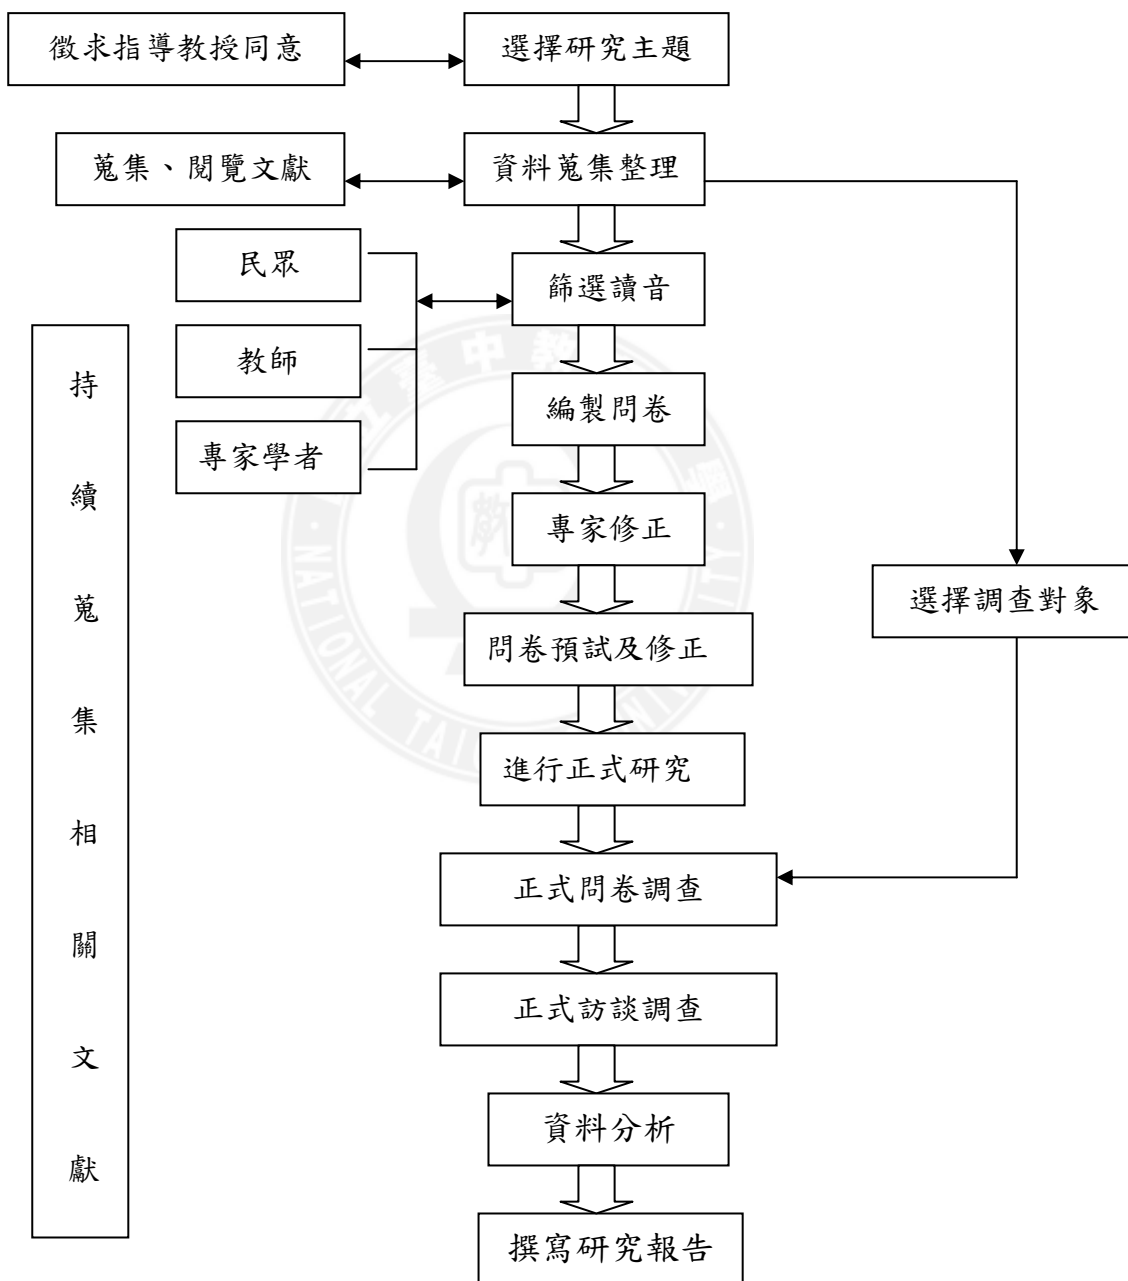 徵求指導教授同意
選擇研究主題
蒐集、閱覽文獻
資料蒐集整理
民眾
篩選讀音
教師
持續蒐集相關文獻
編製問卷
專家學者
專家修正
選擇調查對象
問卷預試及修正
進行正式研究
正式問卷調查
正式訪談調查
資料分析
撰寫研究報告